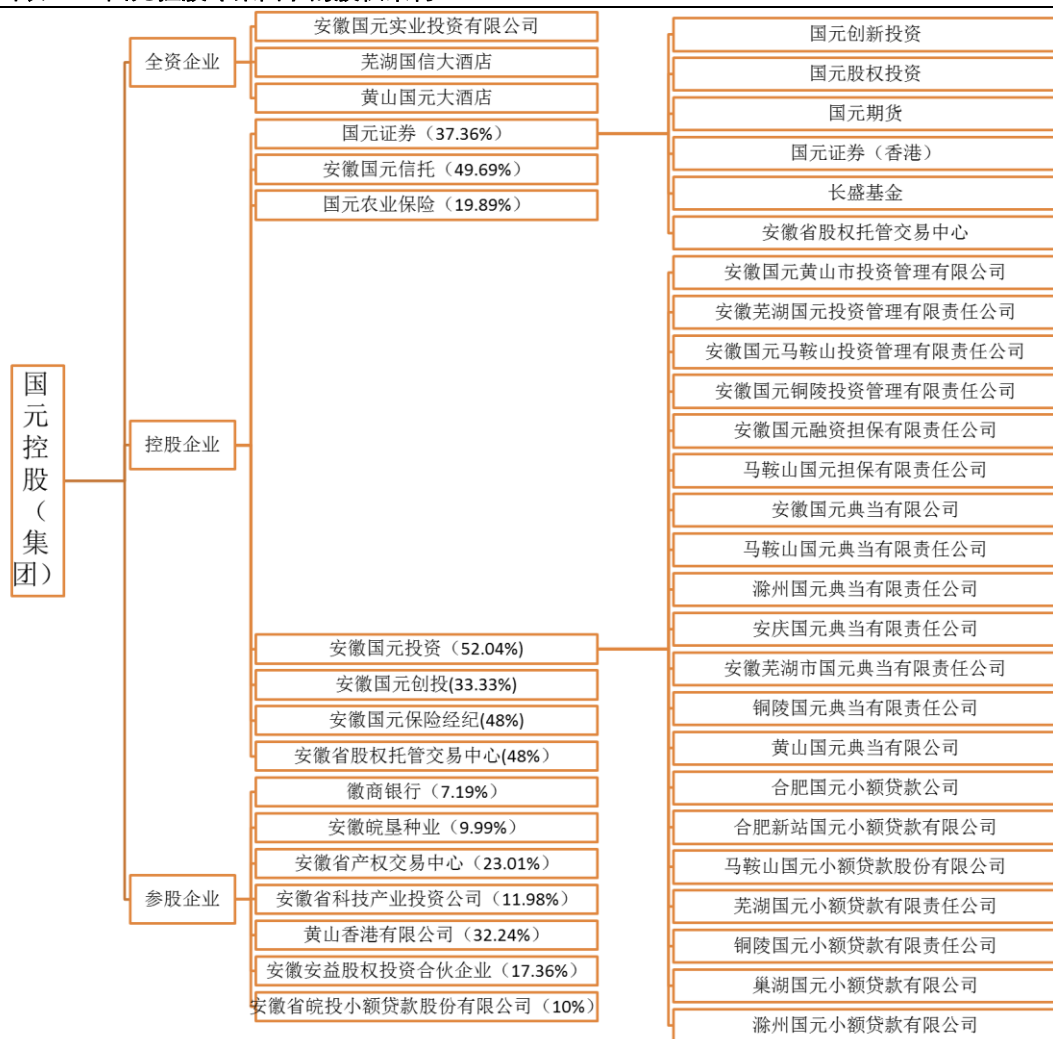 国元控股（集团）
全资企业
安徽国元实业投资有限公司
芜湖国信大酒店
黄山国元大酒店
控股企业
国元证券（37.36%）
安徽国元信托（49.69%）
国元农业保险（19.89%）
安徽国元投资（52.04%)
安徽国元创投(33.33%)
安徽国元保险经纪(48%)
安徽省股权托管交易中心(48%)
参股企业
徽商银行（7.19%）
安徽皖垦种业（9.99%）
安徽省产权交易中心（23.01%）
安徽省科技产业投资公司（11.98%）
黄山香港有限公司（32.24%）
安徽安益股权投资合伙企业（17.36%）
安徽省皖投小额贷款股份有限公司（10%）
国元创新投资
国元股权投资
国元期货
国元证券（香港）
长盛基金
安徽省股权托管交易中心
安徽国元黄山市投资管理有限公司
安徽芜湖国元投资管理有限责任公司
安徽国元马鞍山投资管理有限责任公司
安徽国元铜陵投资管理有限责任公司
安徽国元融资担保有限责任公司
马鞍山国元担保有限责任公司
安徽国元典当有限公司
马鞍山国元典当有限责任公司
滁州国元典当有限责任公司
安庆国元典当有限责任公司
安徽芜湖市国元典当有限责任公司
铜陵国元典当有限责任公司
黄山国元典当有限公司
合肥国元小额贷款公司
合肥新站国元小额贷款有限公司
马鞍山国元小额贷款股份有限公司
芜湖国元小额贷款有限责任公司
铜陵国元小额贷款有限责任公司
巢湖国元小额贷款有限公司
滁州国元小额贷款有限公司